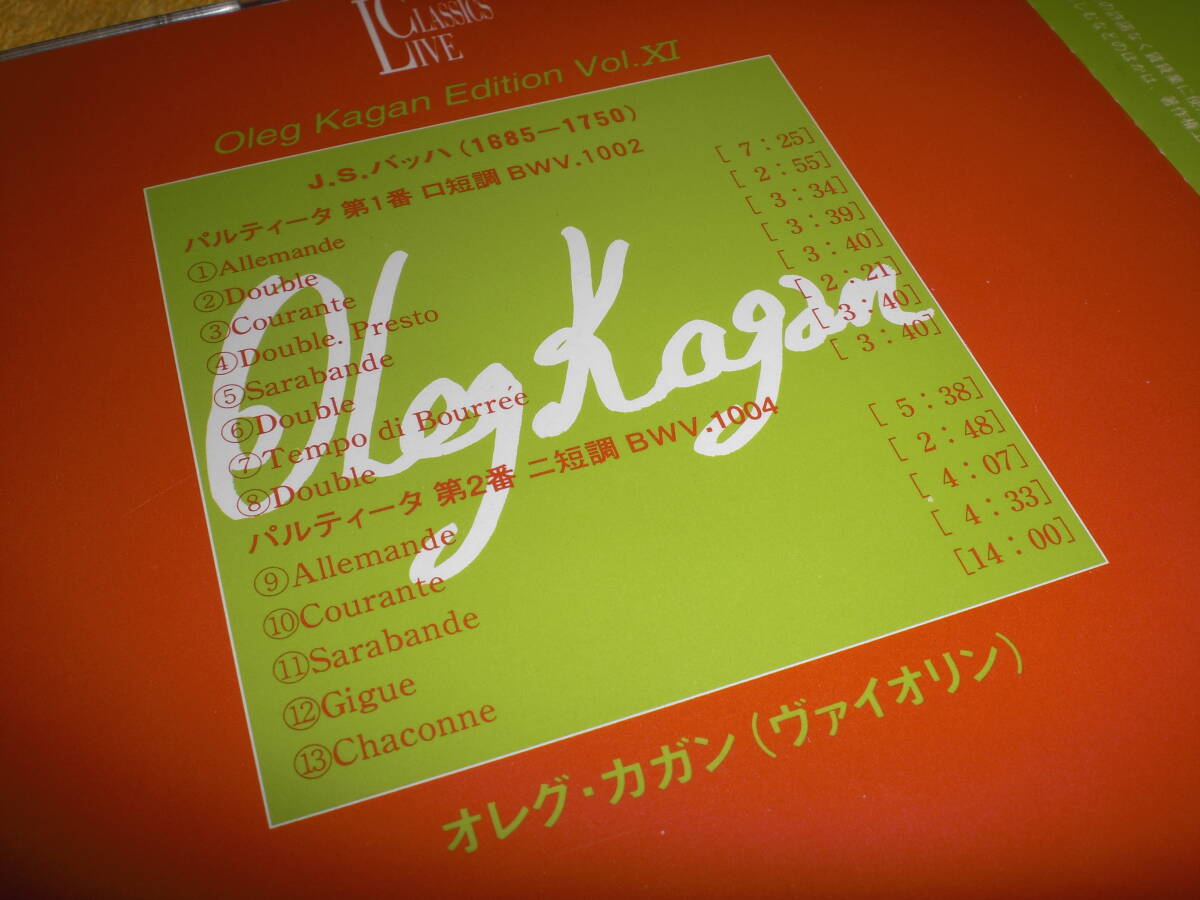 LIVE CLASSICS
Oleg Kagan Edition Vol.XI
J.S.バッハ (1685—1750)
パルティータ 第1番 ロ短調 BWV.1002
①Allemande [ 7：25]
②Double [ 2：55]
③Courante [ 3：34]
④Double. Presto [ 3：39]
⑤Sarabande [ 3：40]
⑥Double [ 2：21]
⑦Tempo di Bourreé [ 3：40]
⑧Double [ 3：40]
パルティータ 第2番 ニ短調 BWV.1004
⑨Allemande [ 5：38]
⑩Courante [ 2：48]
⑪Sarabande [ 4：07]
⑫Gigue [ 4：33]
⑬Chaconne [14：00]
Oleg Kagan
オレグ・カガン (ヴァイオリン)